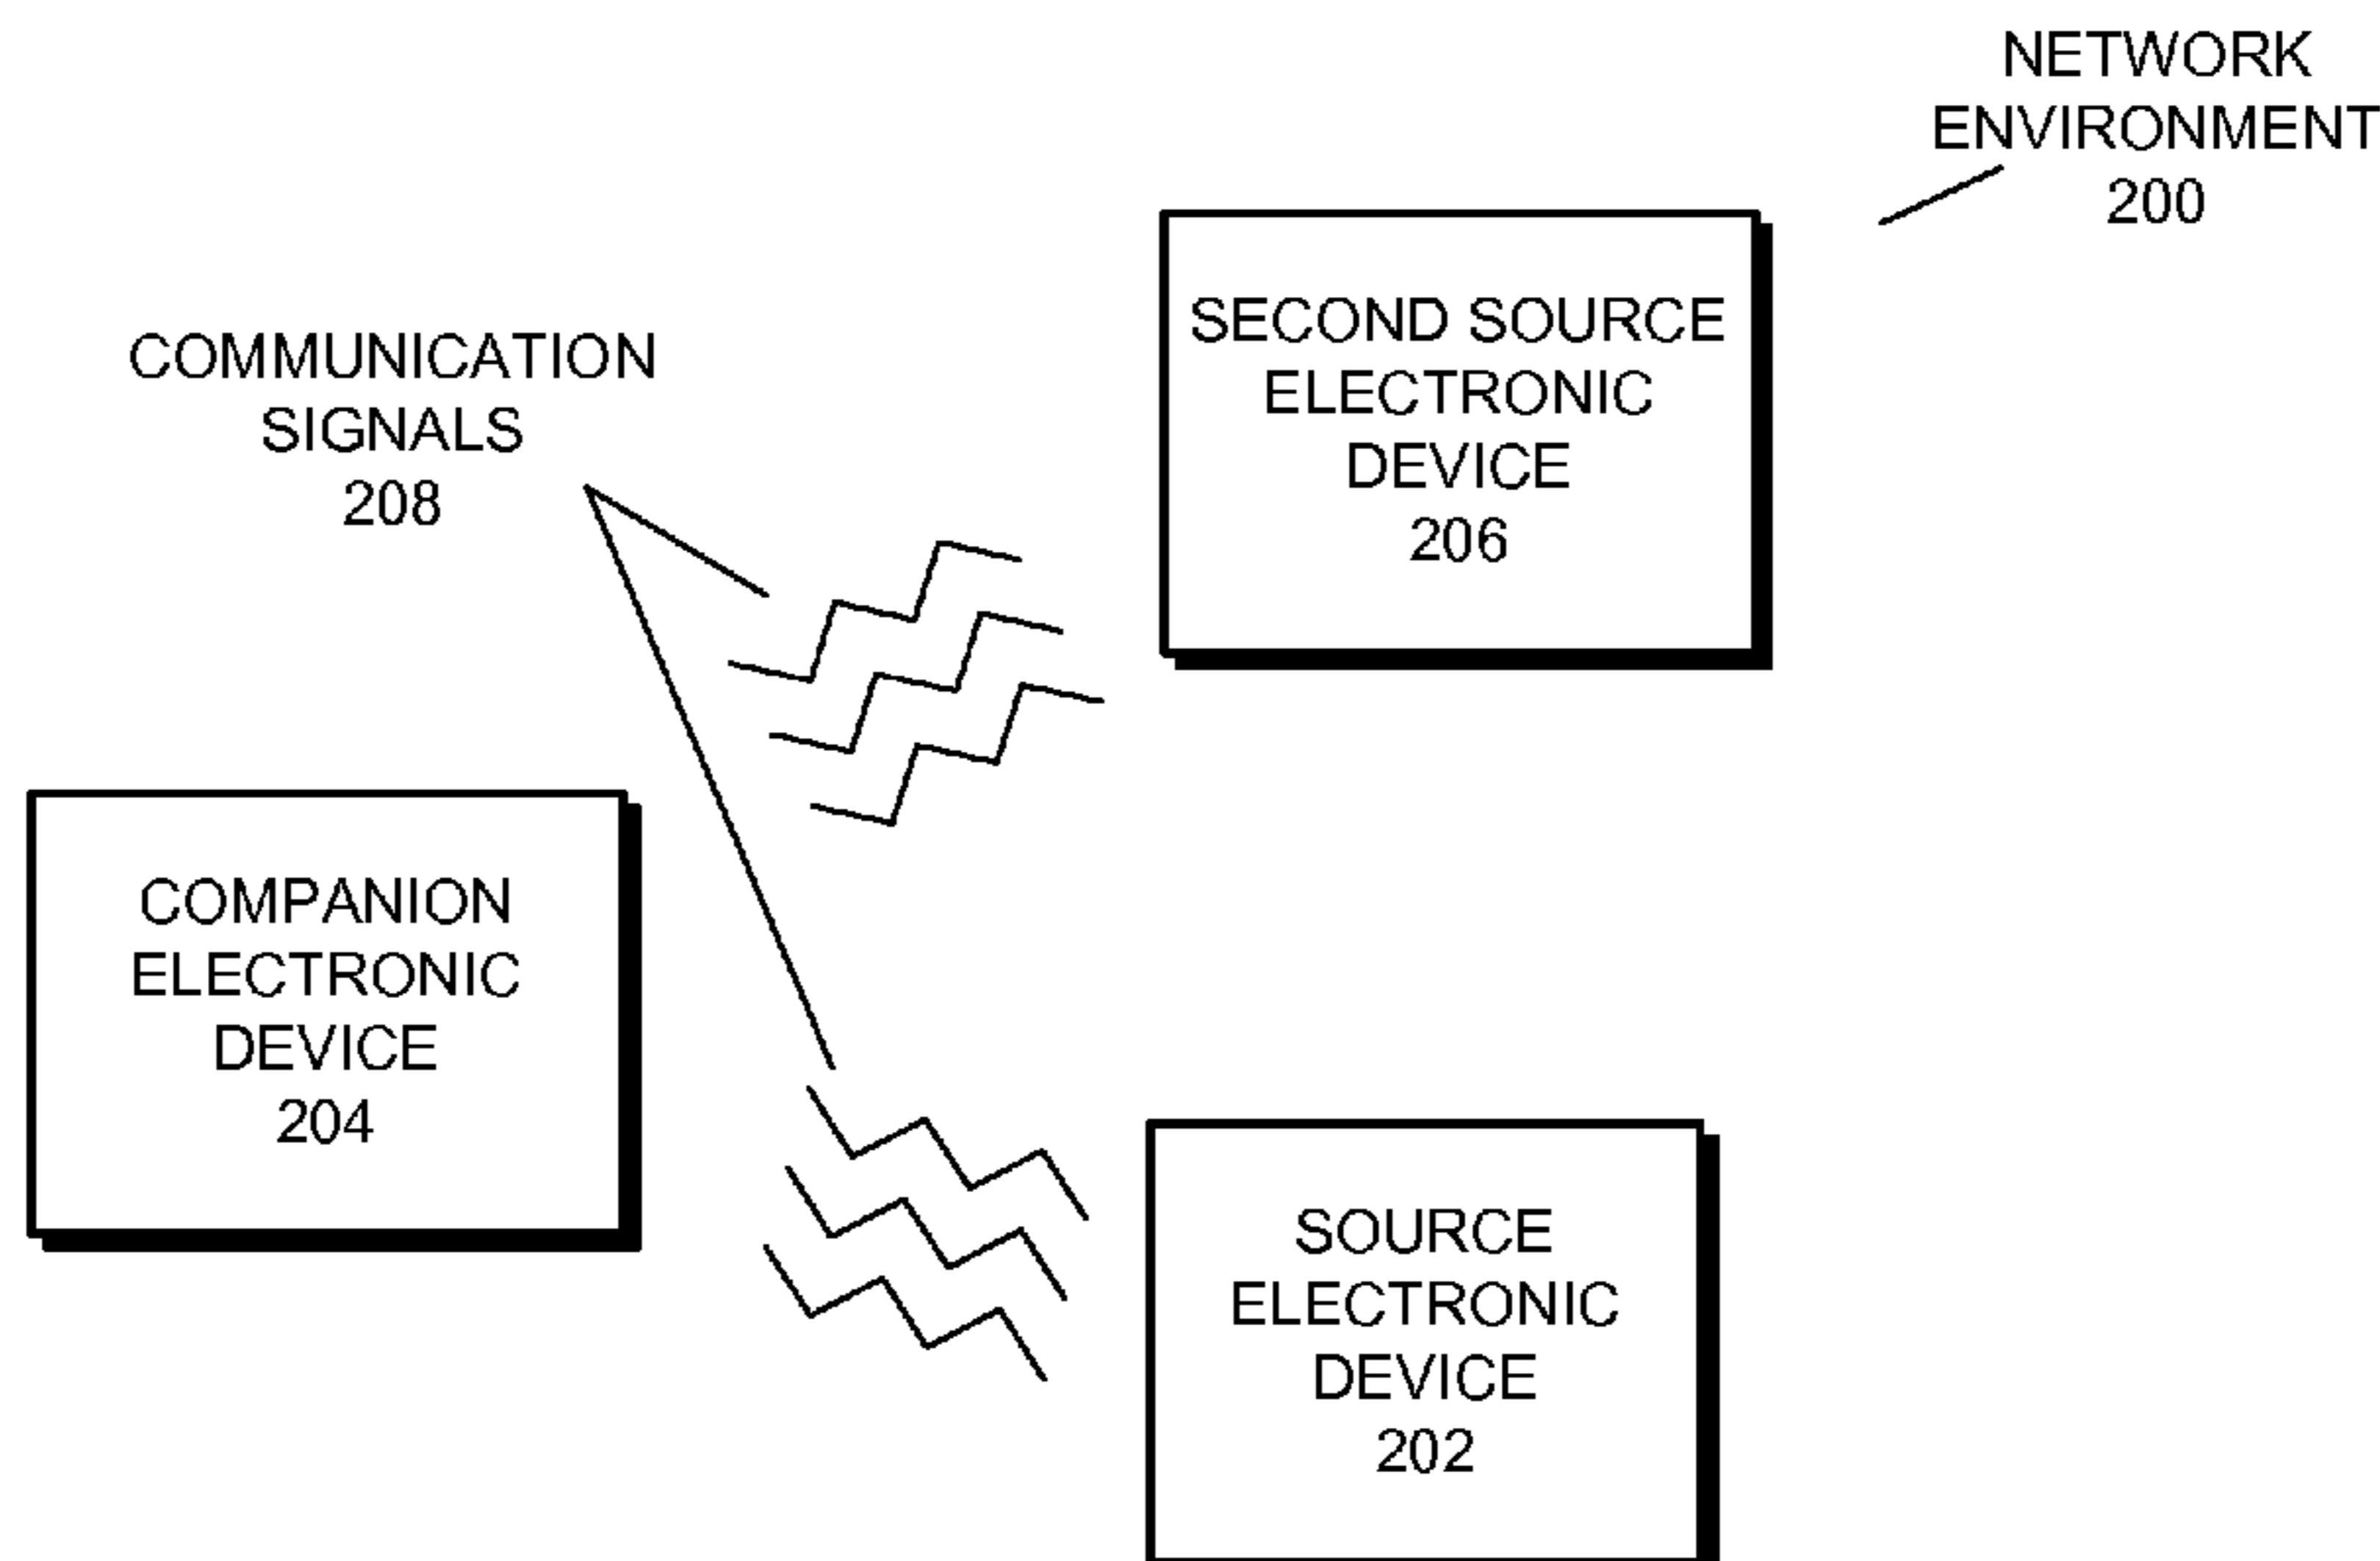 NETWORK
ENVIRONMENT
200
SECOND SOURCE
ELECTRONIC
DEVICE
206
COMMUNICATION
SIGNALS
208
COMPANION
ELECTRONIC
DEVICE
204
SOURCE
ELECTRONIC
DEVICE
202